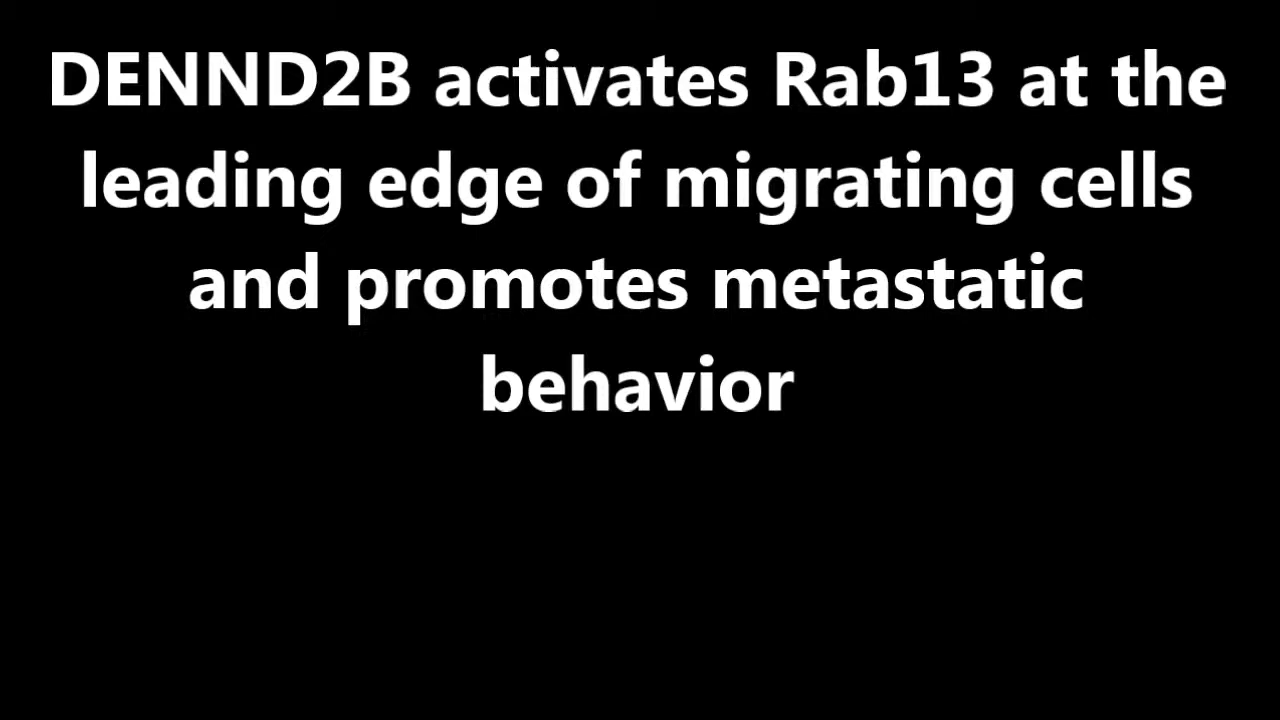 DENND2B activates Rab13 at the
leading edge of migrating cells
and promotes metastatic
behavior